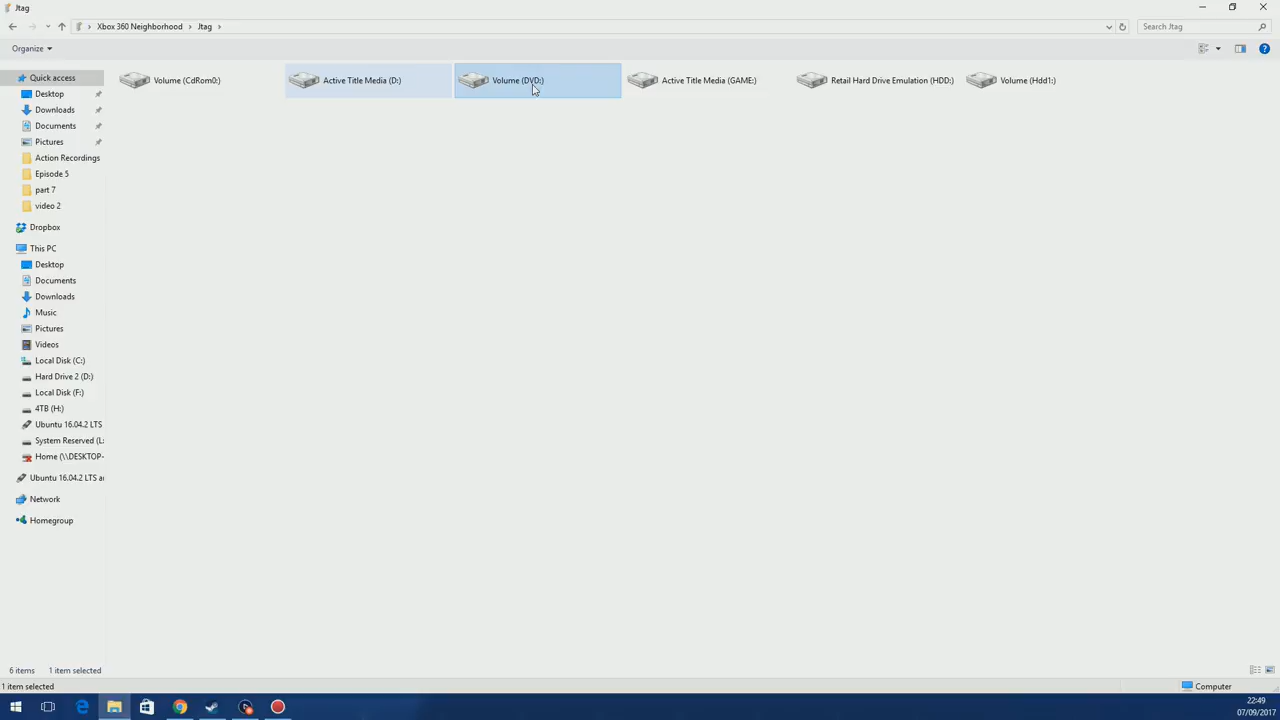 Jtag
Xbox 360 Neighborhood
Jtag
Search Jtag
Organize
Quick access
Desktop
Downloads
Documents
Pictures
Action Recordings
Episode 5
part 7
video 2
Dropbox
This PC
Desktop
Documents
Downloads
Music
Pictures
Videos
Local Disk (C:)
Hard Drive 2 (D:)
Local Disk (F:)
4TB (H:)
Ubuntu 16.04.2 LTS
System Reserved (L:
Home (\\DESKTOP-
Ubuntu 16.04.2 LTS a
Network
Homegroup
Volume (CdRom0:)
Active Title Media (D:)
Volume (DVD:)
Active Title Media (GAME:)
Retail Hard Drive Emulation (HDD:)
Volume (Hdd1:)
6 items
1 item selected
1 item selected
Computer
22:49
07/09/2017